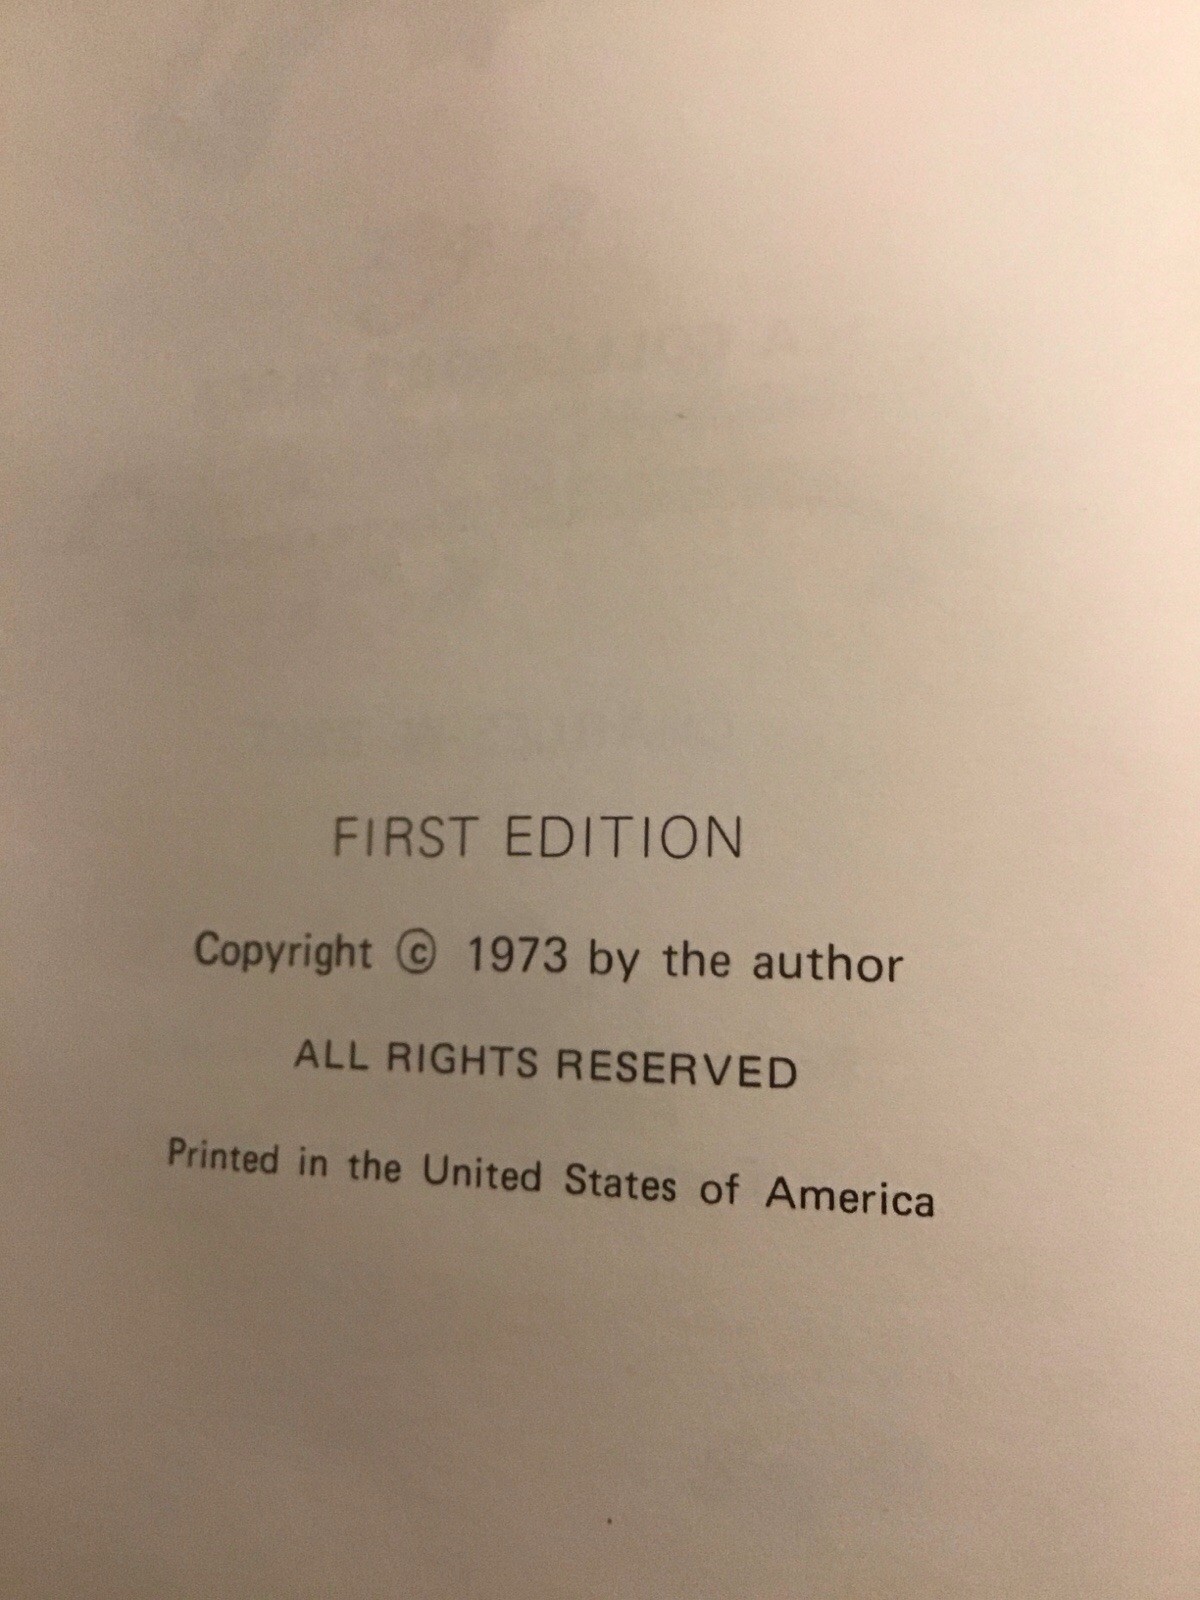 FIRST EDITION
Copyright © 1973 by the author
ALL RIGHTS RESERVED
Printed in the United States of America